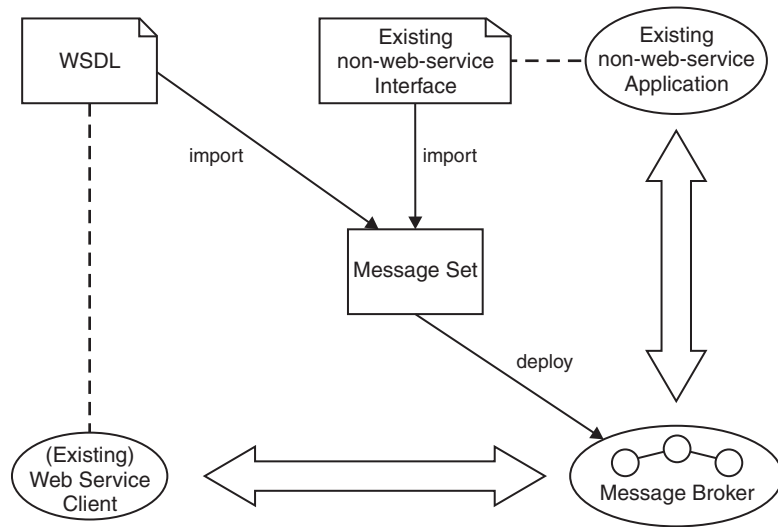 WSDL
Existing
non-web-service
Interface
Existing
non-web-service
Application
import
import
Message Set
deploy
(Existing)
Web Service
Client
Message Broker